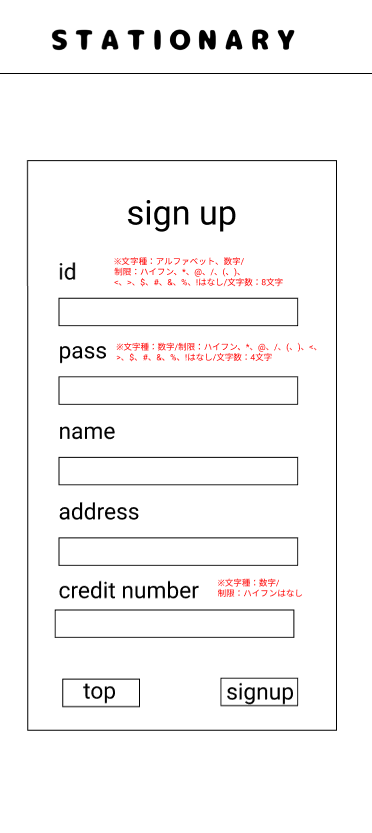 STATIONARY
sign up
id
※文字種：アルファベット、数字/
制限：ハイフン、*、@、/、(、)、
<、>、$、#、&、%、!はなし/文字数：8文字
pass
※文字種：数字/制限：ハイフン、*、@、/、(、)、<、
>、$、#、&、%、!はなし/文字数：4文字
name
address
credit number
※文字種：数字/
制限：ハイフンはなし
top
signup